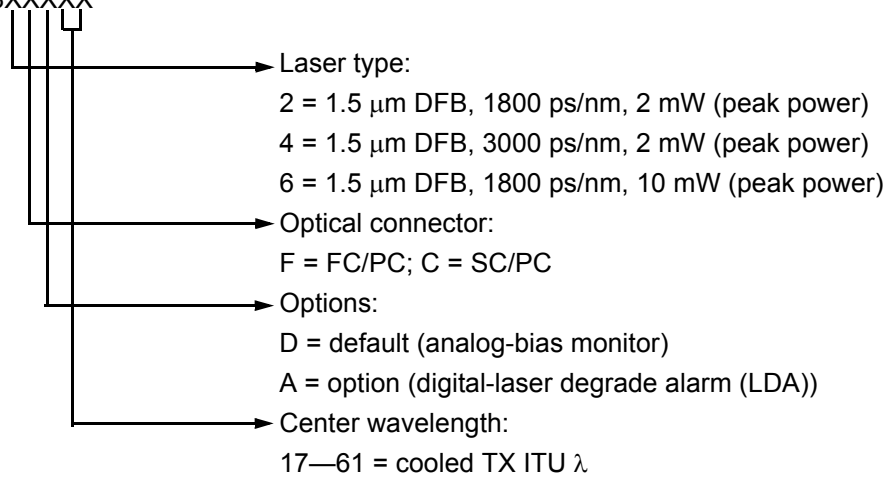 Laser type:
2 = 1.5 μm DFB, 1800 ps/nm, 2 mW (peak power)
4 = 1.5 μm DFB, 3000 ps/nm, 2 mW (peak power)
6 = 1.5 μm DFB, 1800 ps/nm, 10 mW (peak power)
Optical connector:
F = FC/PC; C = SC/PC
Options:
D = default (analog-bias monitor)
A = option (digital-laser degrade alarm (LDA))
Center wavelength:
17—61 = cooled TX ITU λ